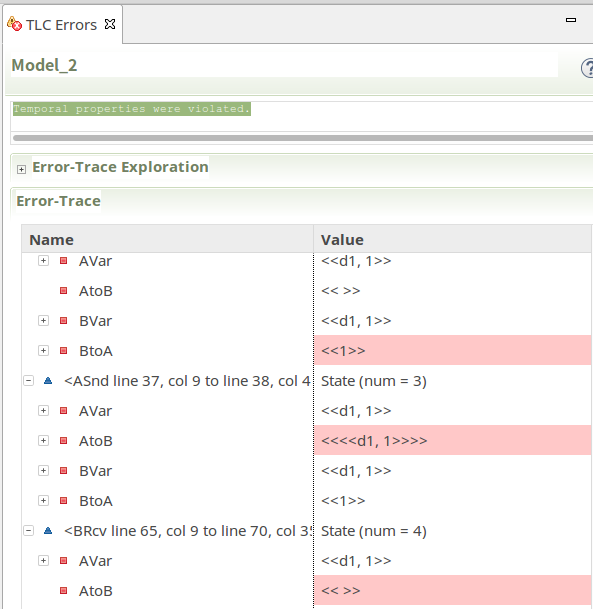 TLC Errors
Model_2
Temporal properties were violated.
Error-Trace Exploration
Error-Trace
Name Value
AVar <<d1, 1>>
AtoB << >>
BVar <<d1, 1>>
BtoA <<1>>
<ASnd line 37, col 9 to line 38, col 4 State (num = 3)
AVar <<d1, 1>>
AtoB <<<<d1, 1>>>>
BVar <<d1, 1>>
BtoA <<1>>
<BRcv line 65, col 9 to line 70, col 35 State (num = 4)
AVar <<d1, 1>>
AtoB << >>